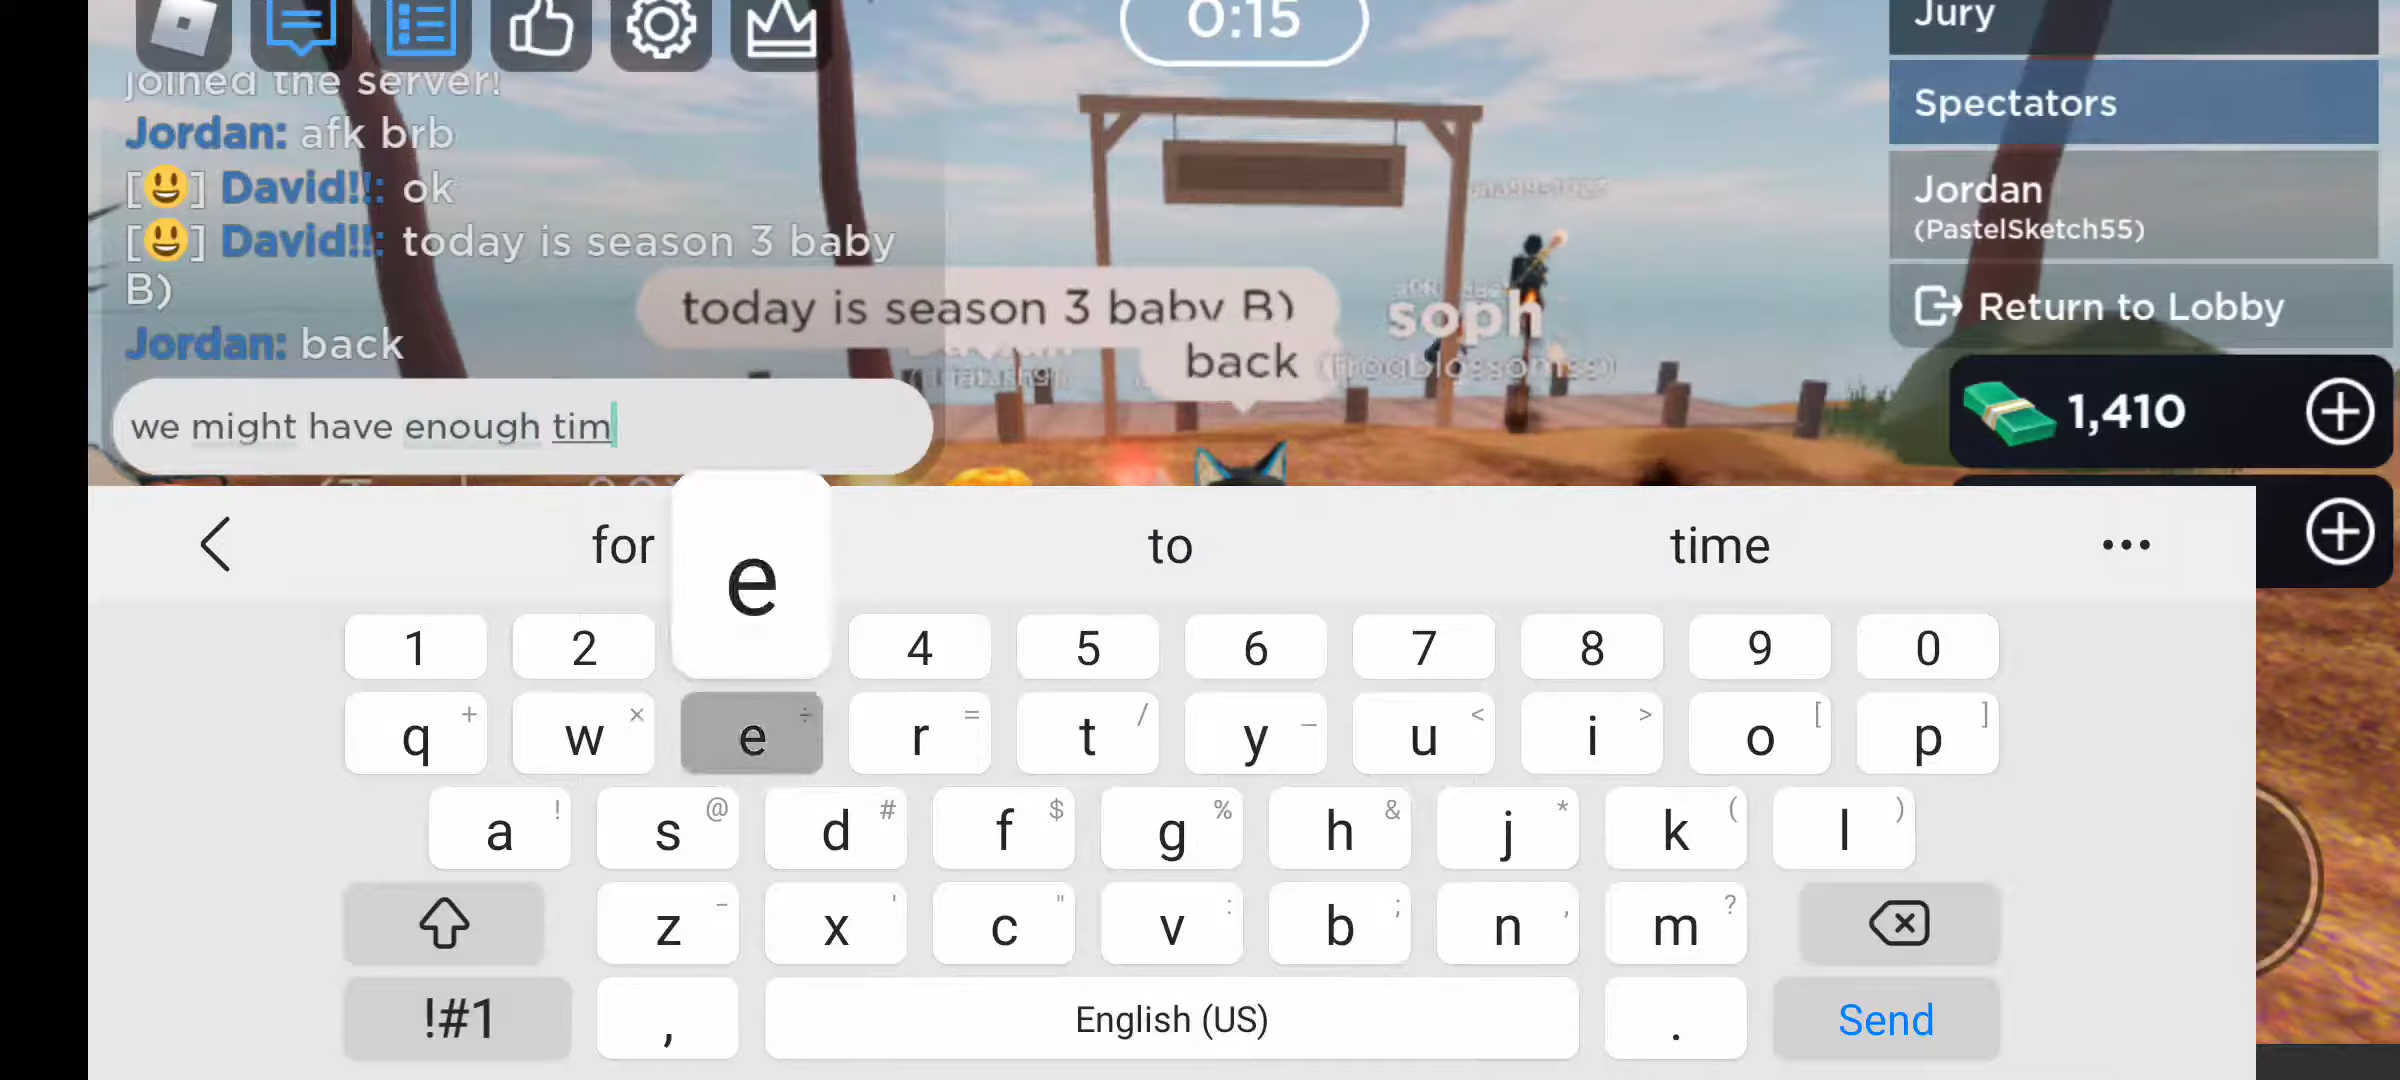 0:15
Jury
joined the server!
Spectators
Jordan: afk brb
[😃] David!!: ok
Jordan
(PastelSketch55)
[😃] David!!: today is season 3 baby
B)
today is season 3 baby B)
Return to Lobby
soph
Jordan: back
back
1,410
we might have enough tim
for
e
to
time
1 2 4 5 6 7 8 9 0
q + w × e ÷ r = t / y _ u < i > o [ p ]
a ! s @ d # f $ g % h & j * k ( l )
z - x ' c " v : b ; n , m ?
!#1 , English (US) . Send